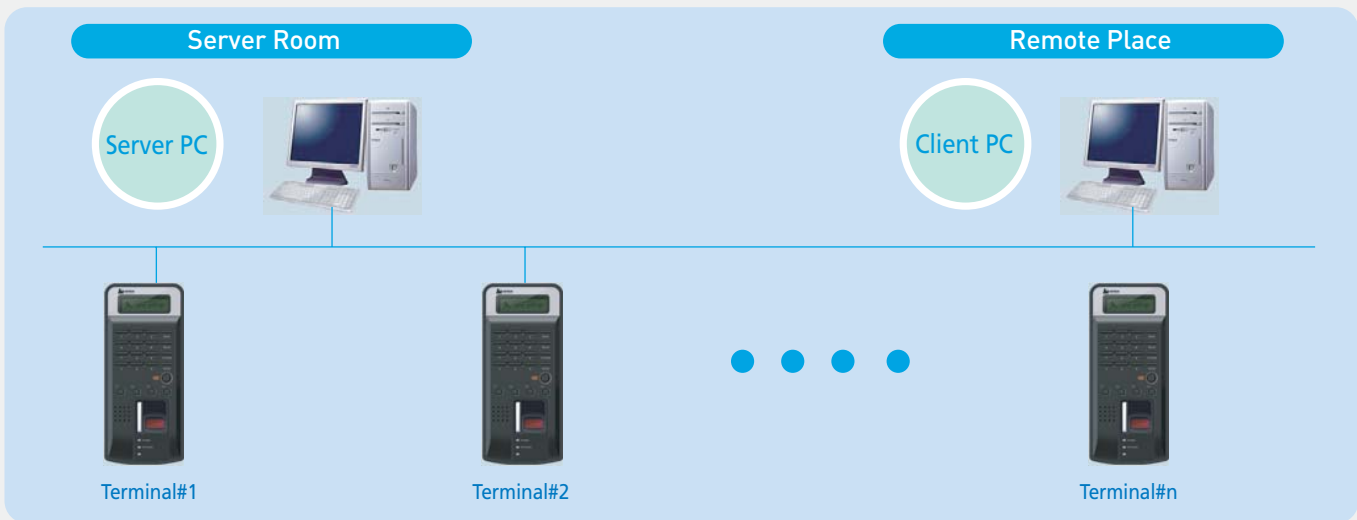 Server Room
Remote Place
Server PC
Client PC
Terminal#1
Terminal#2
Terminal#n